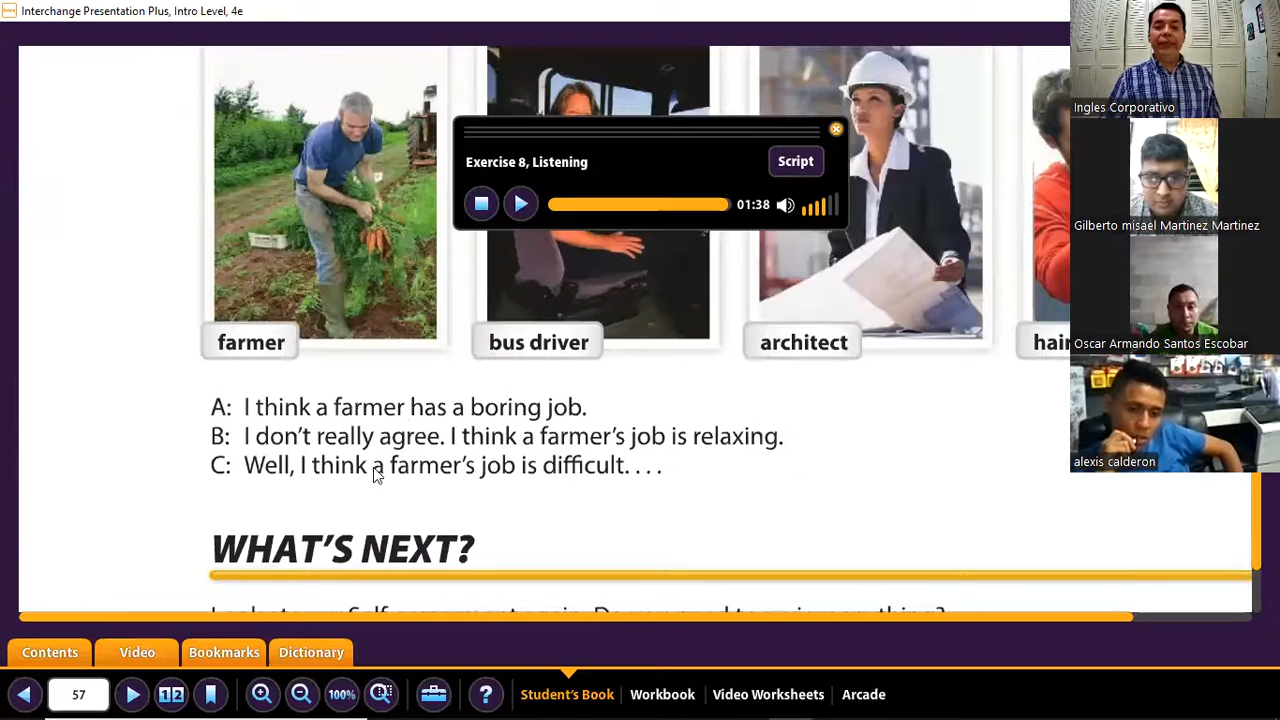 Interchange Presentation Plus, Intro Level, 4e
Ingles Corporativo
Exercise 8, Listening
Script
01:38
Gilberto misael Martinez Martinez
Oscar Armando Santos Escobar
farmer
bus driver
architect
A: I think a farmer has a boring job.
B: I don't really agree. I think a farmer's job is relaxing.
C: Well, I think a farmer's job is difficult. . . .
alexis calderon
WHAT'S NEXT?
Contents
Video
Bookmarks
Dictionary
57
12
100%
?
Student's Book
Workbook
Video Worksheets
Arcade